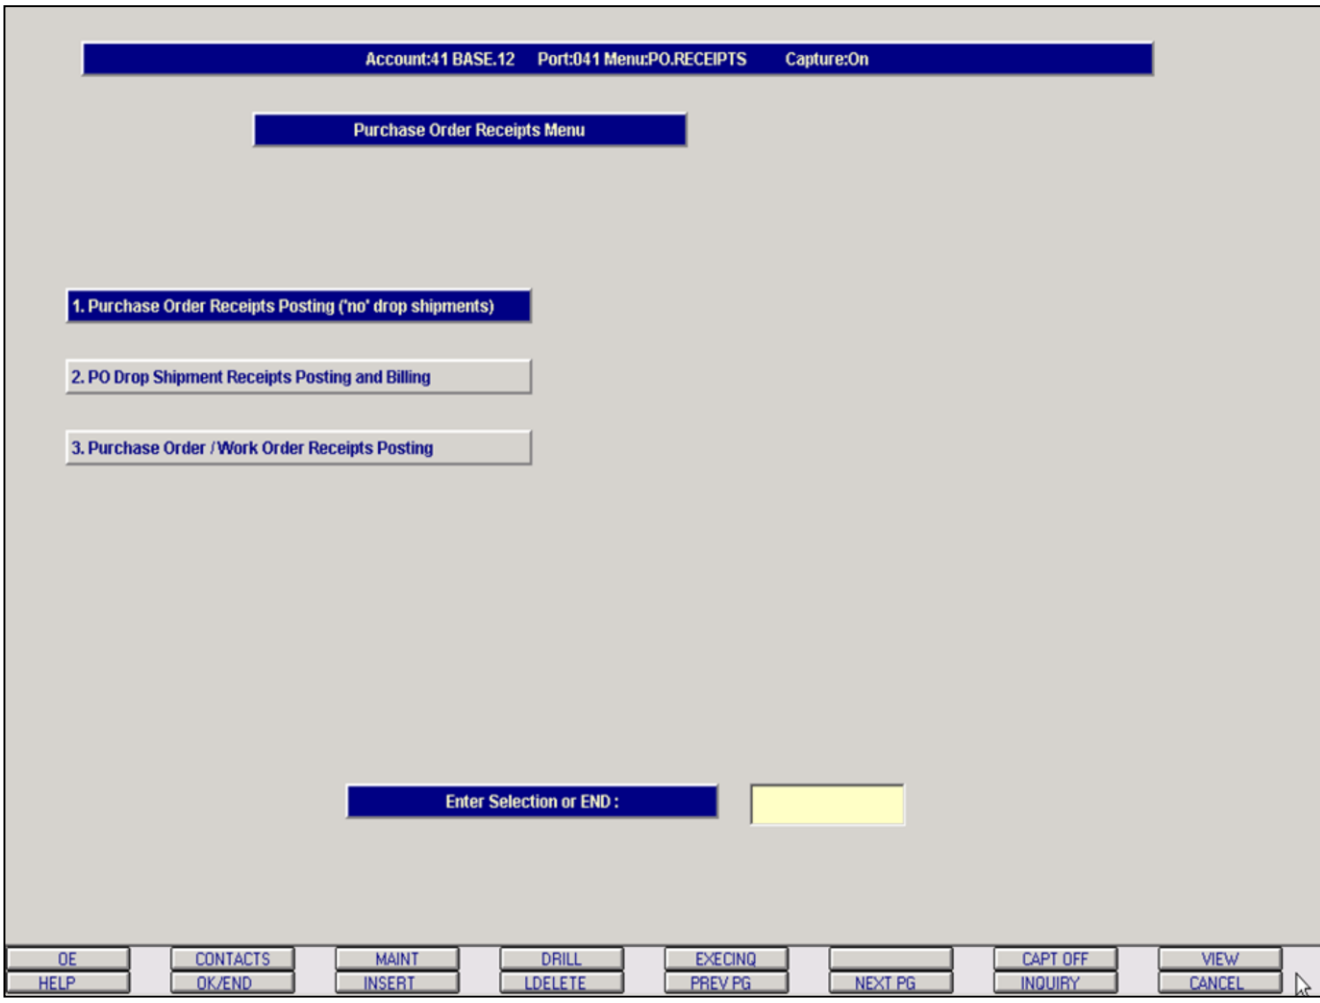 Account:41 BASE.12 Port:041 Menu:PO.RECEIPTS Capture:On
Purchase Order Receipts Menu
1. Purchase Order Receipts Posting ('no' drop shipments)
2. PO Drop Shipment Receipts Posting and Billing
3. Purchase Order / Work Order Receipts Posting
Enter Selection or END :
OE CONTACTS MAINT DRILL EXECINQ CAPT OFF VIEW
HELP OK/END INSERT LDELETE PREV PG NEXT PG INQUIRY CANCEL